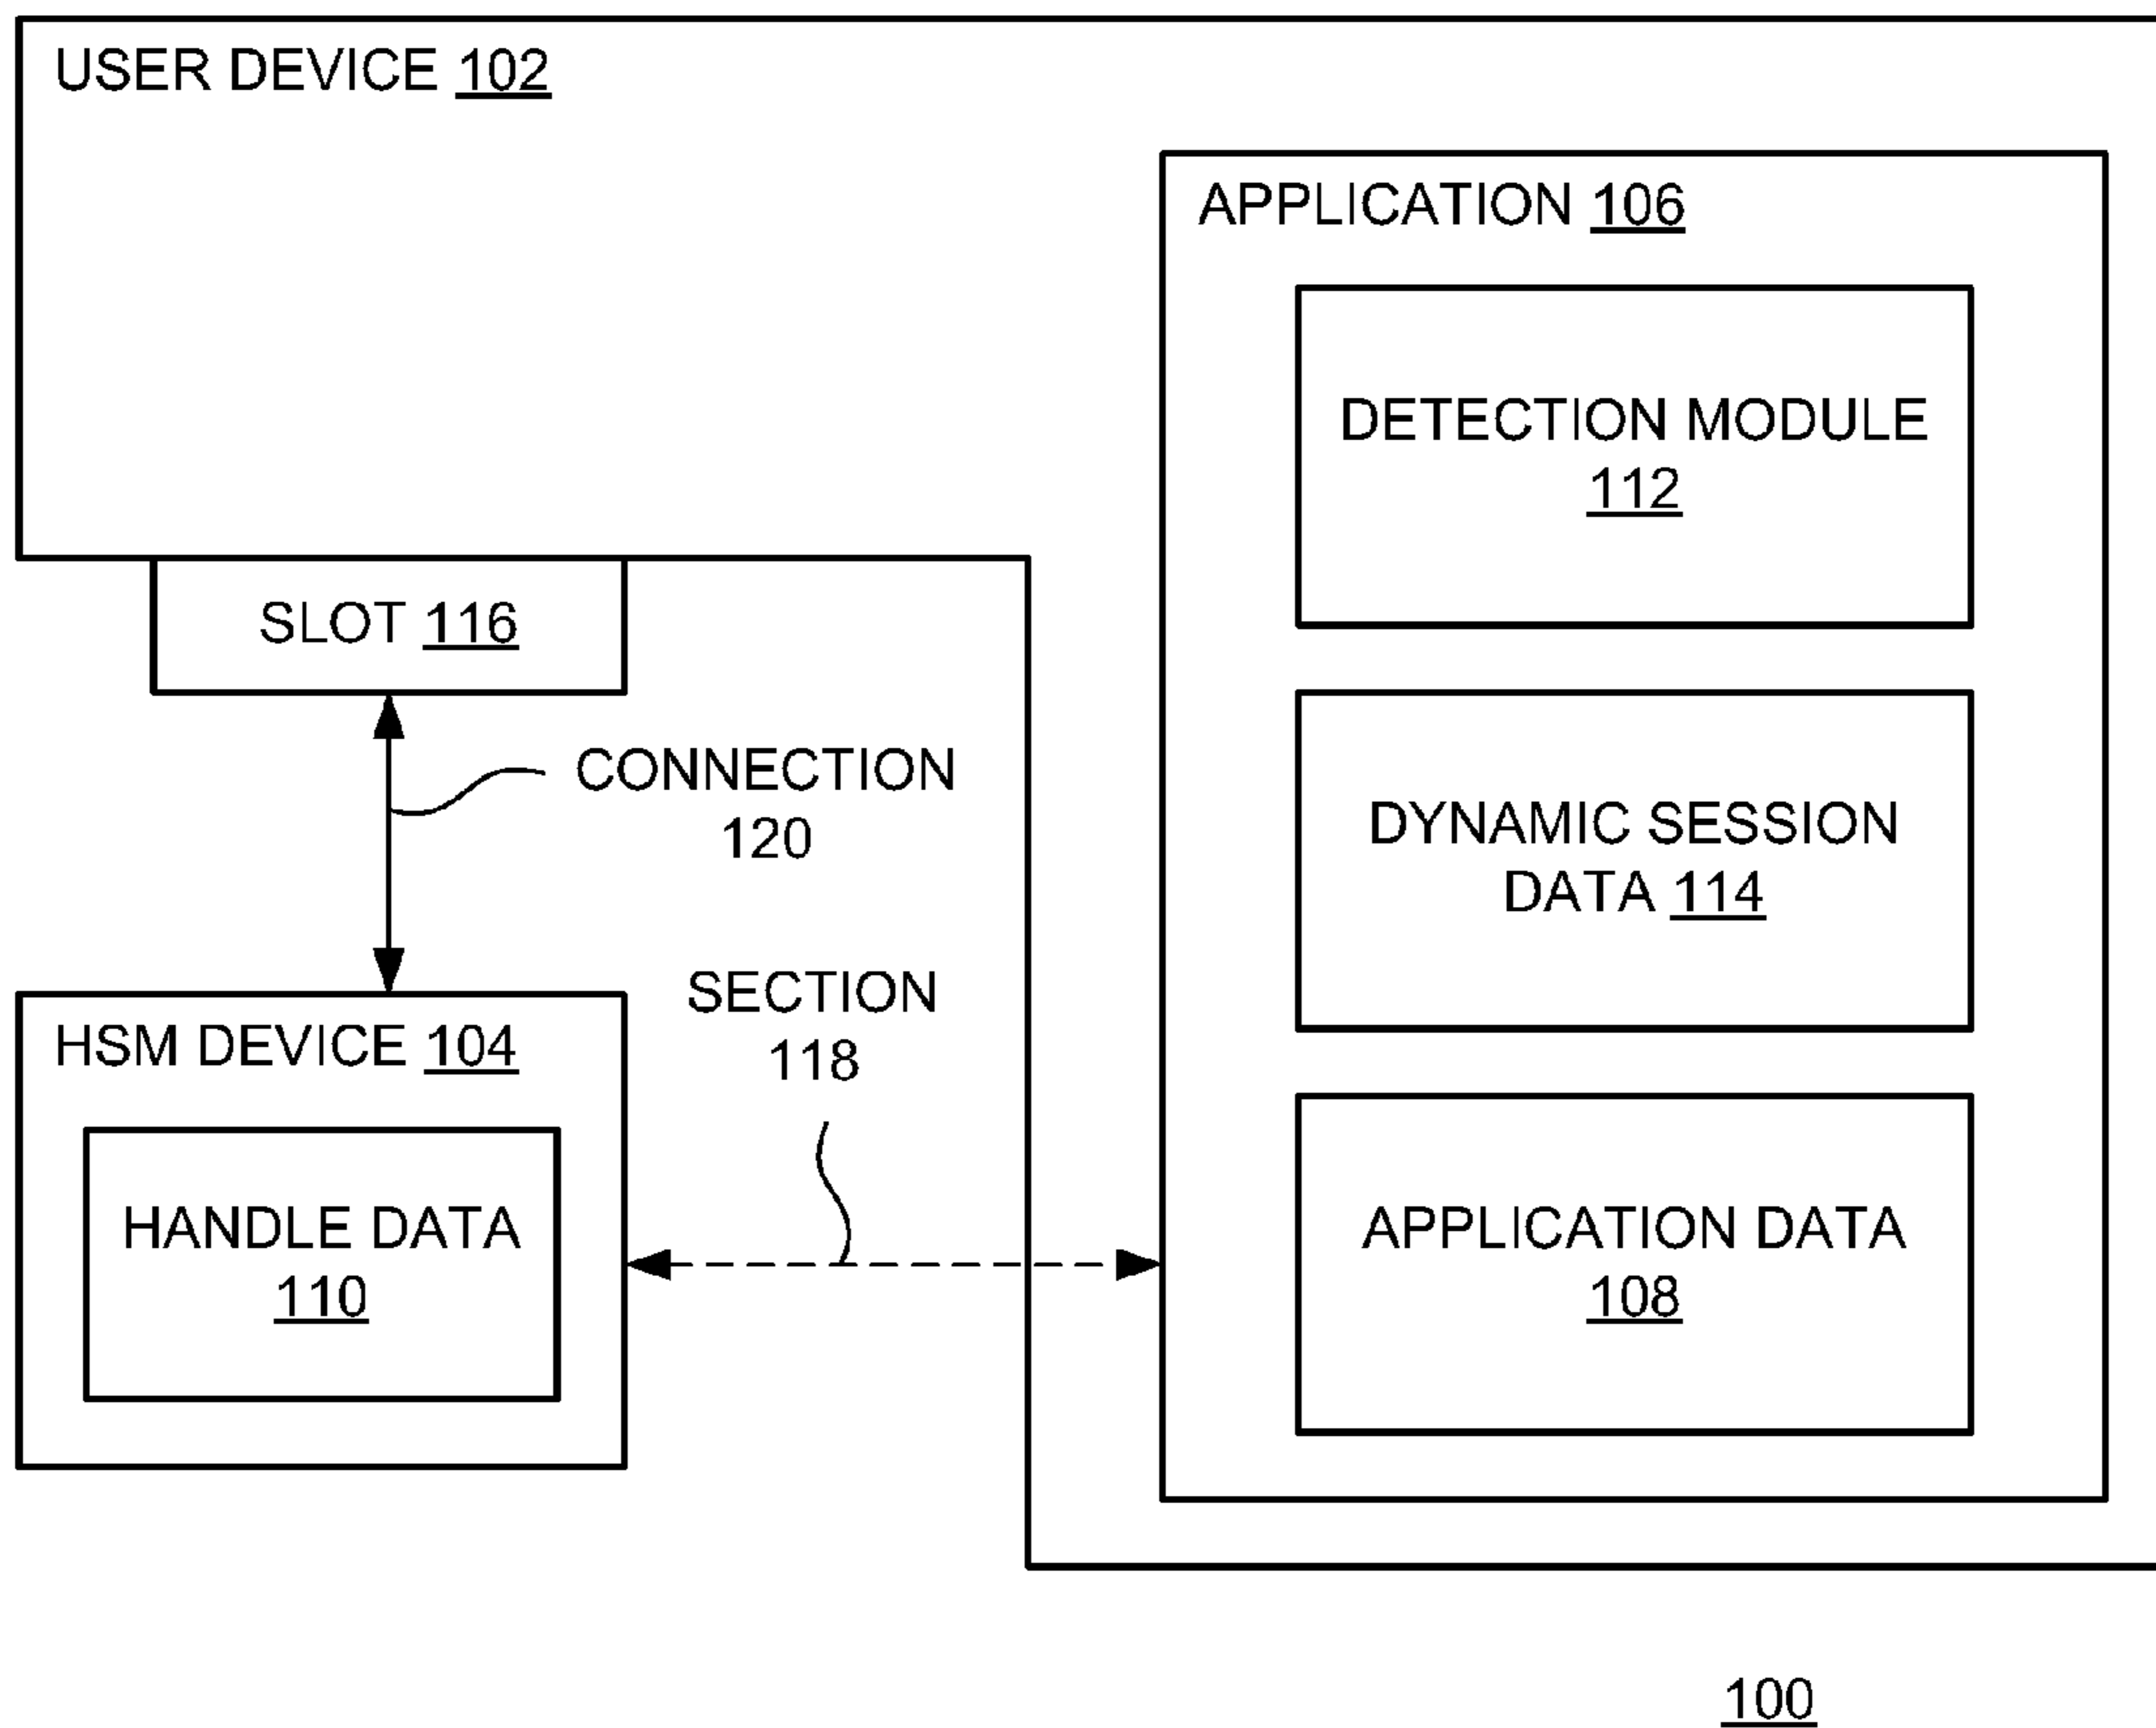 USER DEVICE 102
APPLICATION 106
DETECTION MODULE
112
SLOT 116
CONNECTION
120
DYNAMIC SESSION
DATA 114
SECTION
118
HSM DEVICE 104
HANDLE DATA
110
APPLICATION DATA
108
100